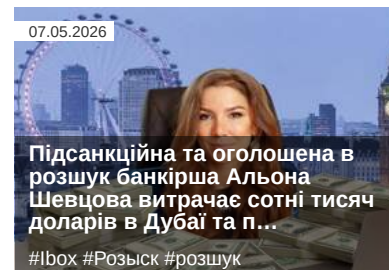 07.05.2026
Підсанкційна та оголошена в
розшук банкірша Альона
Шевцова витрачає сотні тисяч
доларів в Дубаї та п...
#Ibox #Розыск #розшук